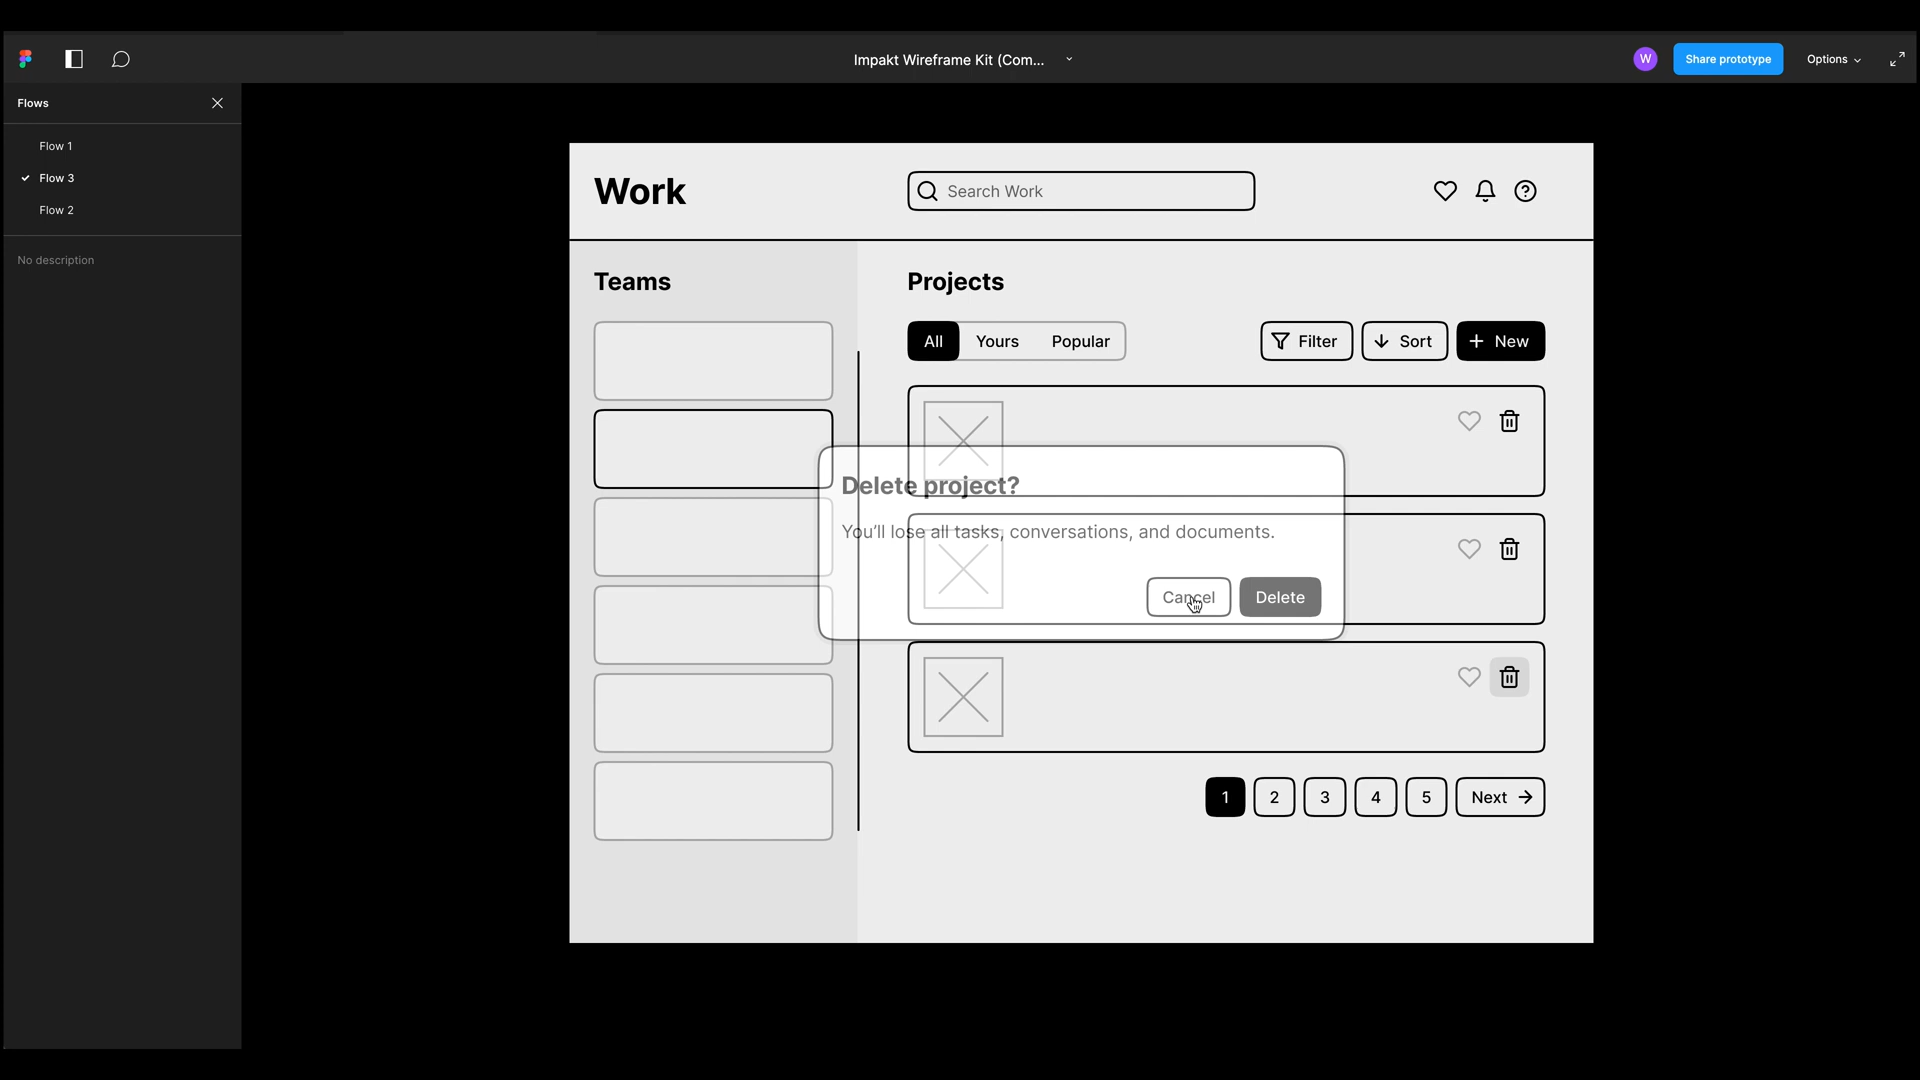 Impakt Wireframe Kit (Com...
W
Share prototype
Options
Flows
Flow 1
Flow 3
Flow 2
No description
Work
Search Work
Teams
Projects
All
Yours
Popular
Filter
Sort
New
Delete project?
You'll lose all tasks, conversations, and documents.
Cancel
Delete
1
2
3
4
5
Next